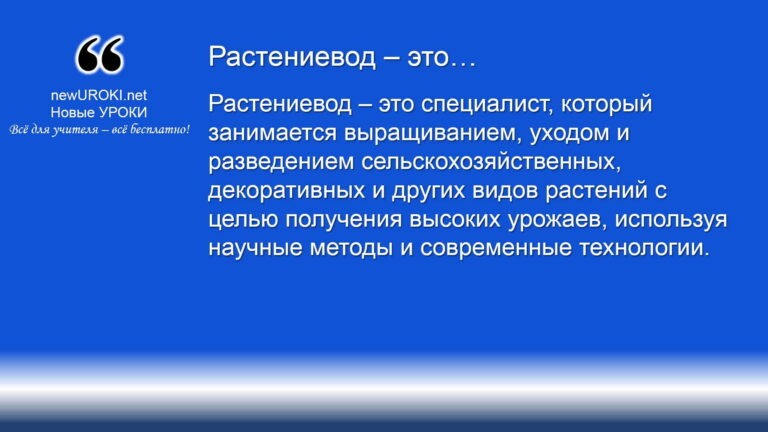 ❝
newUROKI.net
Новые УРОКИ
Всё для учителя – всё бесплатно!
Растениевод – это…
Растениевод – это специалист, который
занимается выращиванием, уходом и
разведением сельскохозяйственных,
декоративных и других видов растений с
целью получения высоких урожаев, используя
научные методы и современные технологии.